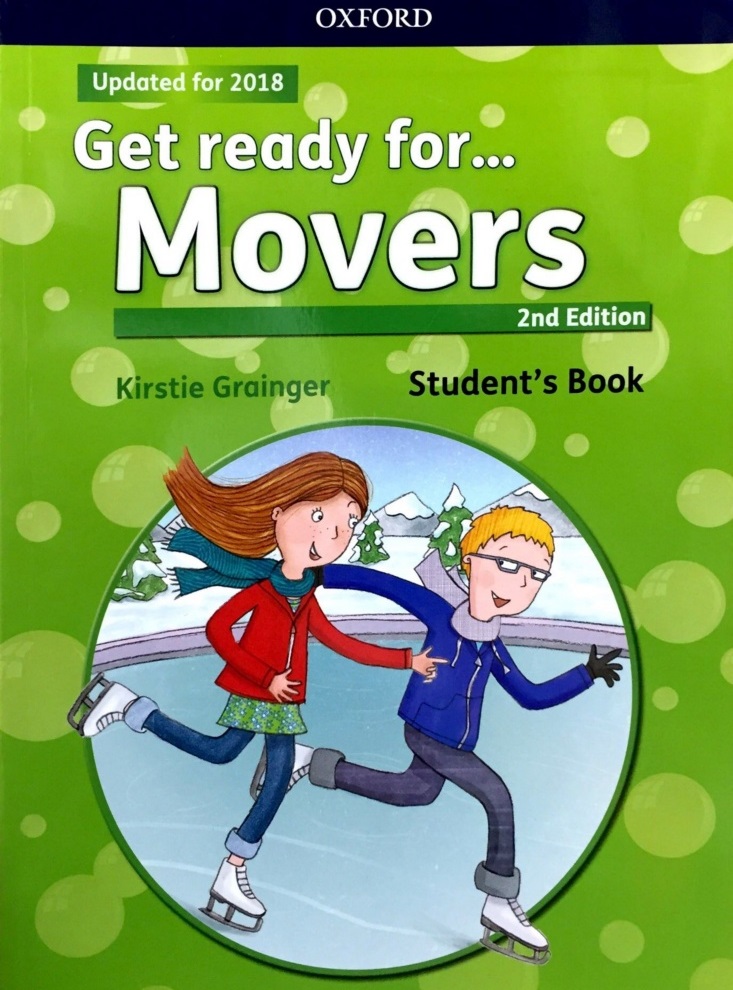 OXFORD
Updated for 2018
Get ready for...
Movers
2nd Edition
Kirstie Grainger
Student's Book